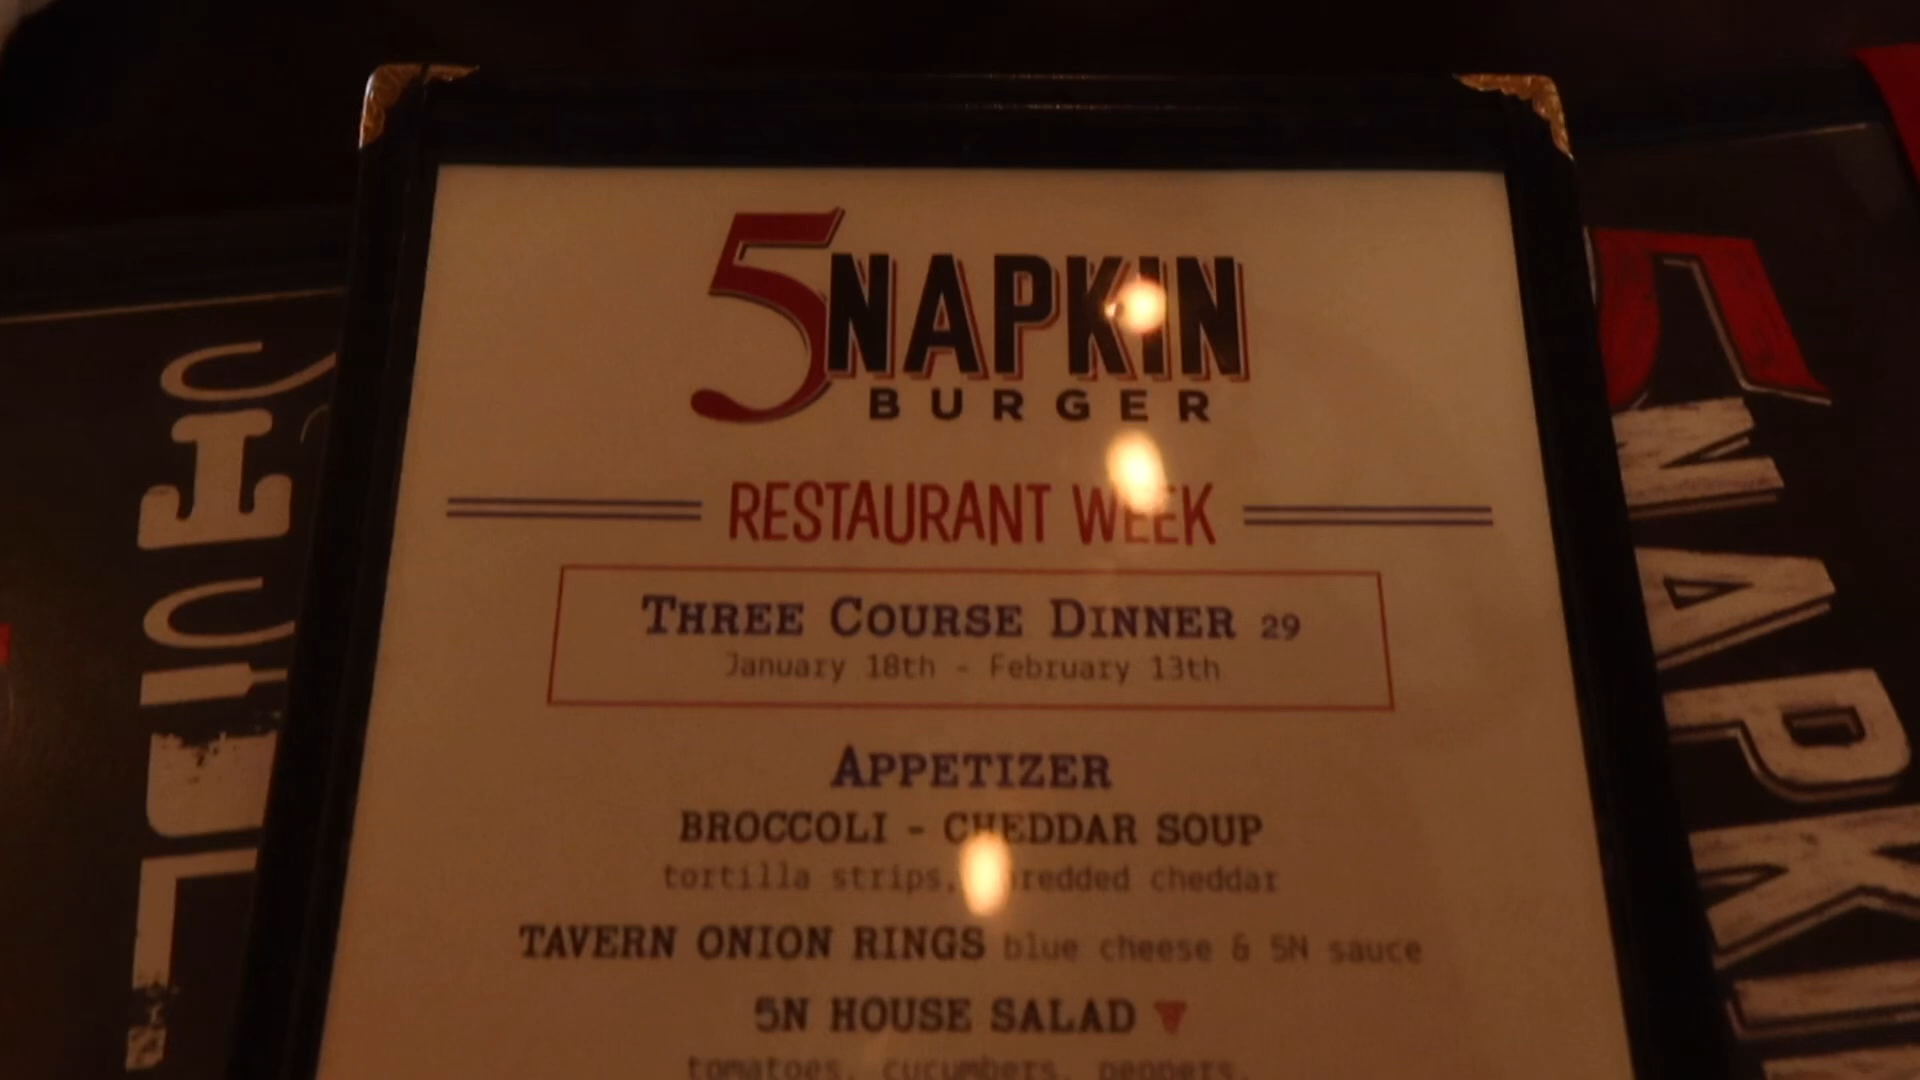 5NAPKIN
BURGER
RESTAURANT WEEK
THREE COURSE DINNER 29
January 18th - February 13th
APPETIZER
BROCCOLI - CHEDDAR SOUP
tortilla strips, shredded cheddar
TAVERN ONION RINGS blue cheese & 5N sauce
5N HOUSE SALAD
tomatoes, cucumbers, peppers,
5NAPKI